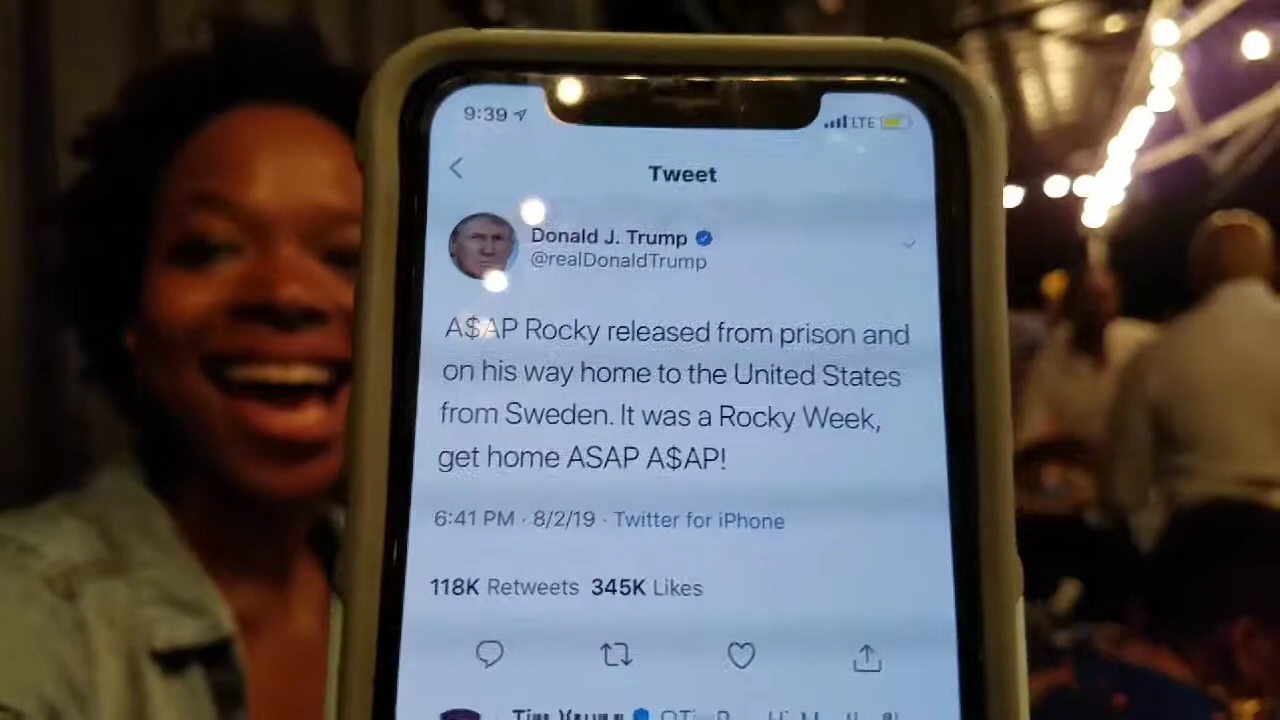 9:39
LTE
Tweet
Donald J. Trump
@realDonaldTrump
A$AP Rocky released from prison and
on his way home to the United States
from Sweden. It was a Rocky Week,
get home ASAP A$AP!
6:41 PM · 8/2/19 · Twitter for iPhone
118K Retweets 345K Likes